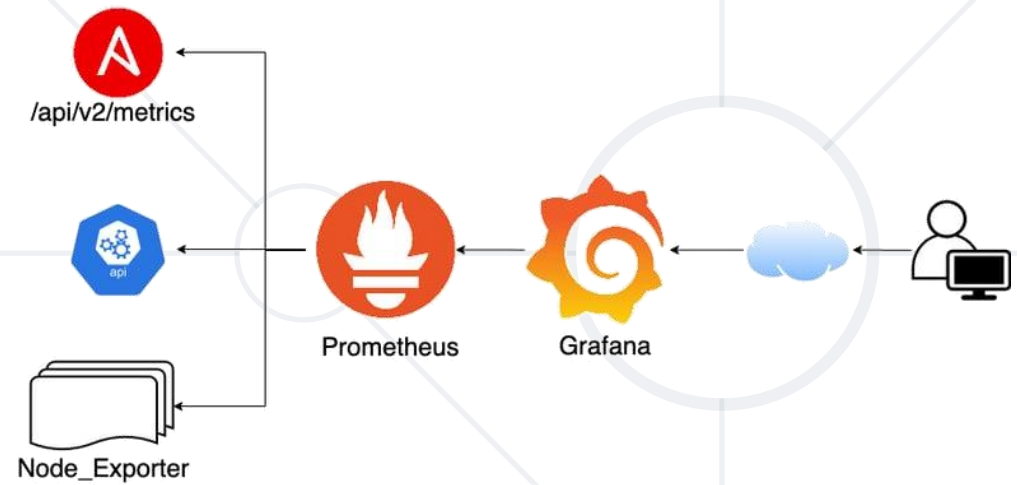 /api/v2/metrics
api
Prometheus
Grafana
Node_Exporter